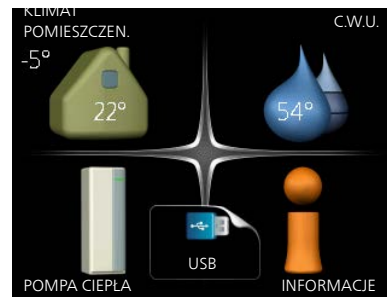 KLIMAT
POMIESZCZEN.
C.W.U.
-5°
22°
54°
USB
POMPA CIEPŁA
INFORMACJE